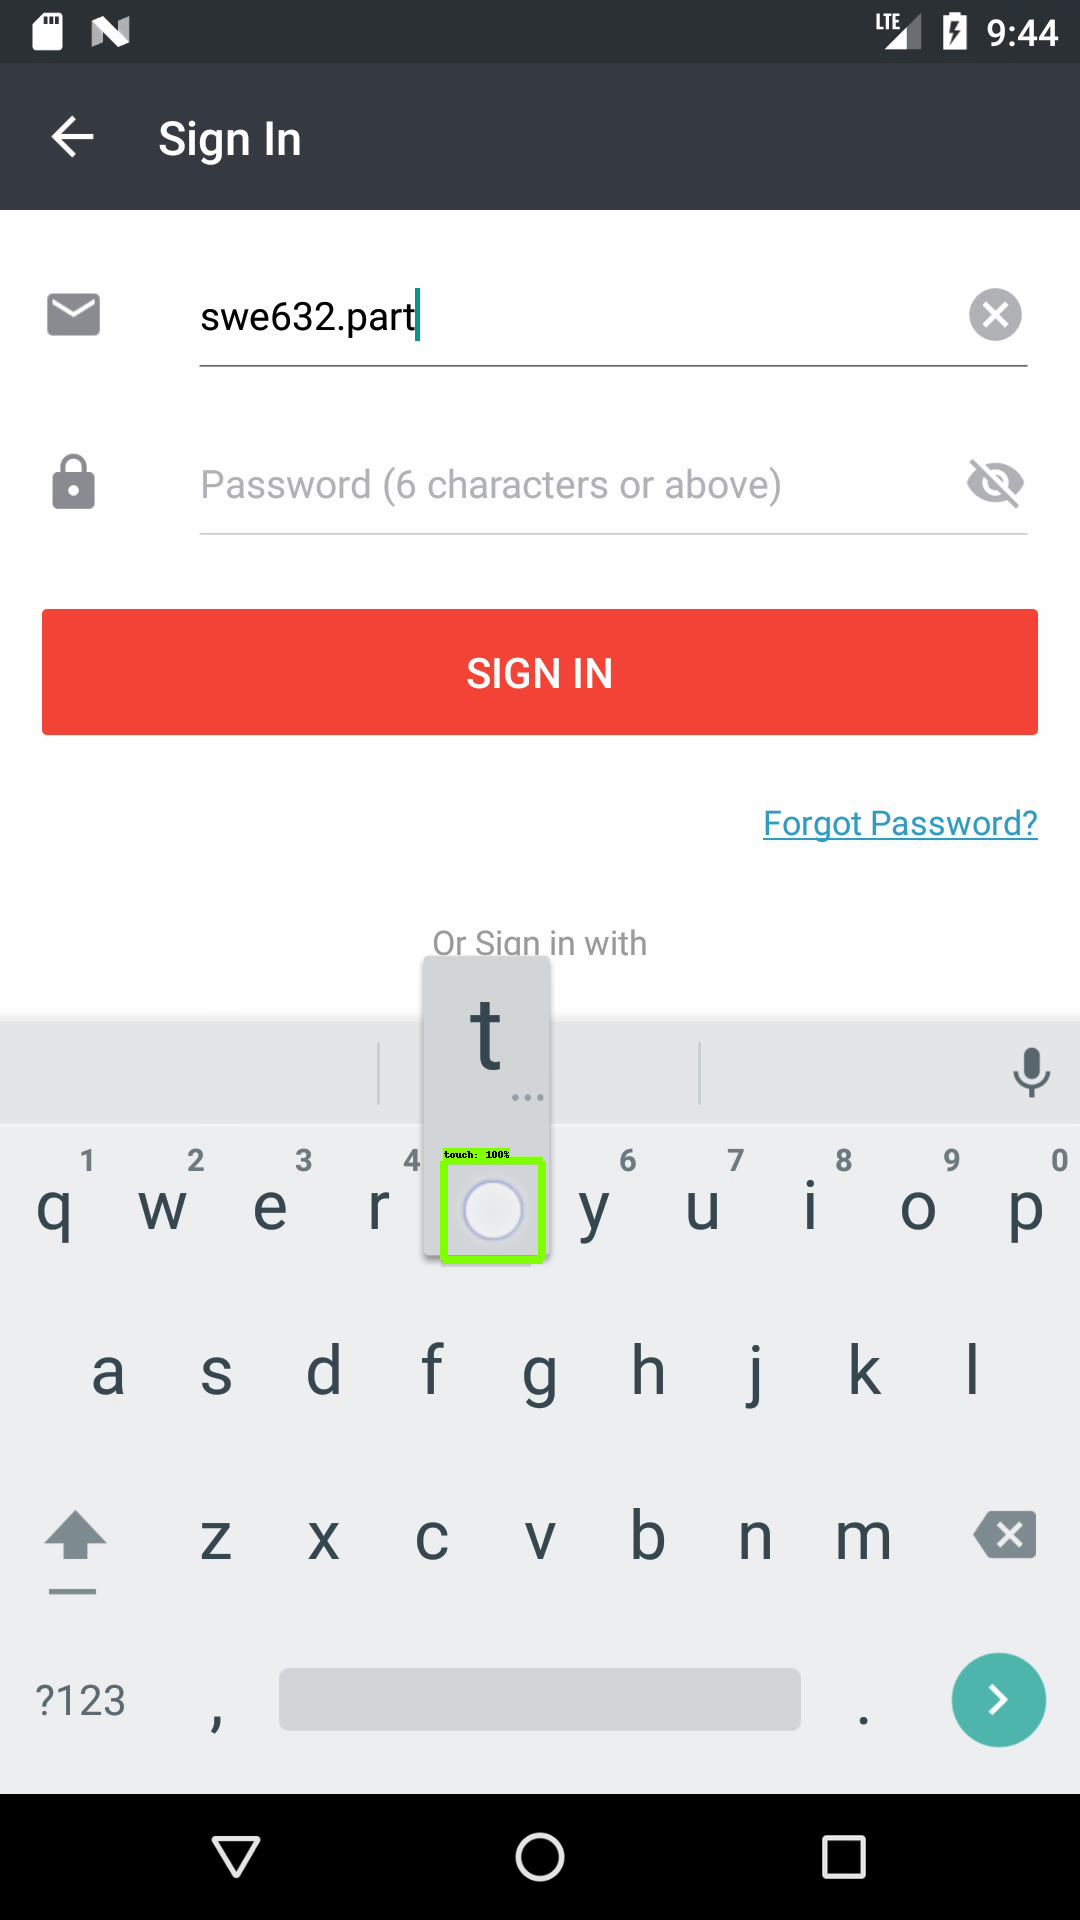 LTE 9:44
Sign In
swe632.part
Password (6 characters or above)
SIGN IN
Forgot Password?
Or Sign in with
t
...
touch: 100%
1 2 3 4 6 7 8 9 0
q w e r y u i o p
a s d f g h j k l
z x c v b n m
?123 , .